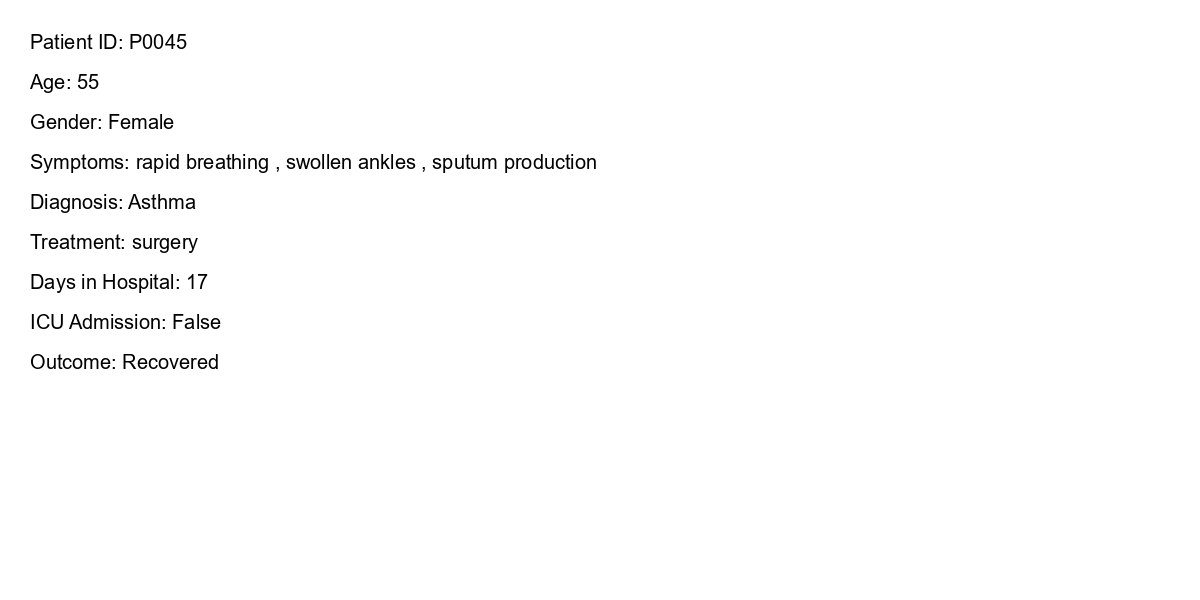 Patient ID: P0045
Age: 55
Gender: Female
Symptoms: rapid breathing , swollen ankles , sputum production
Diagnosis: Asthma
Treatment: surgery
Days in Hospital: 17
ICU Admission: False
Outcome: Recovered